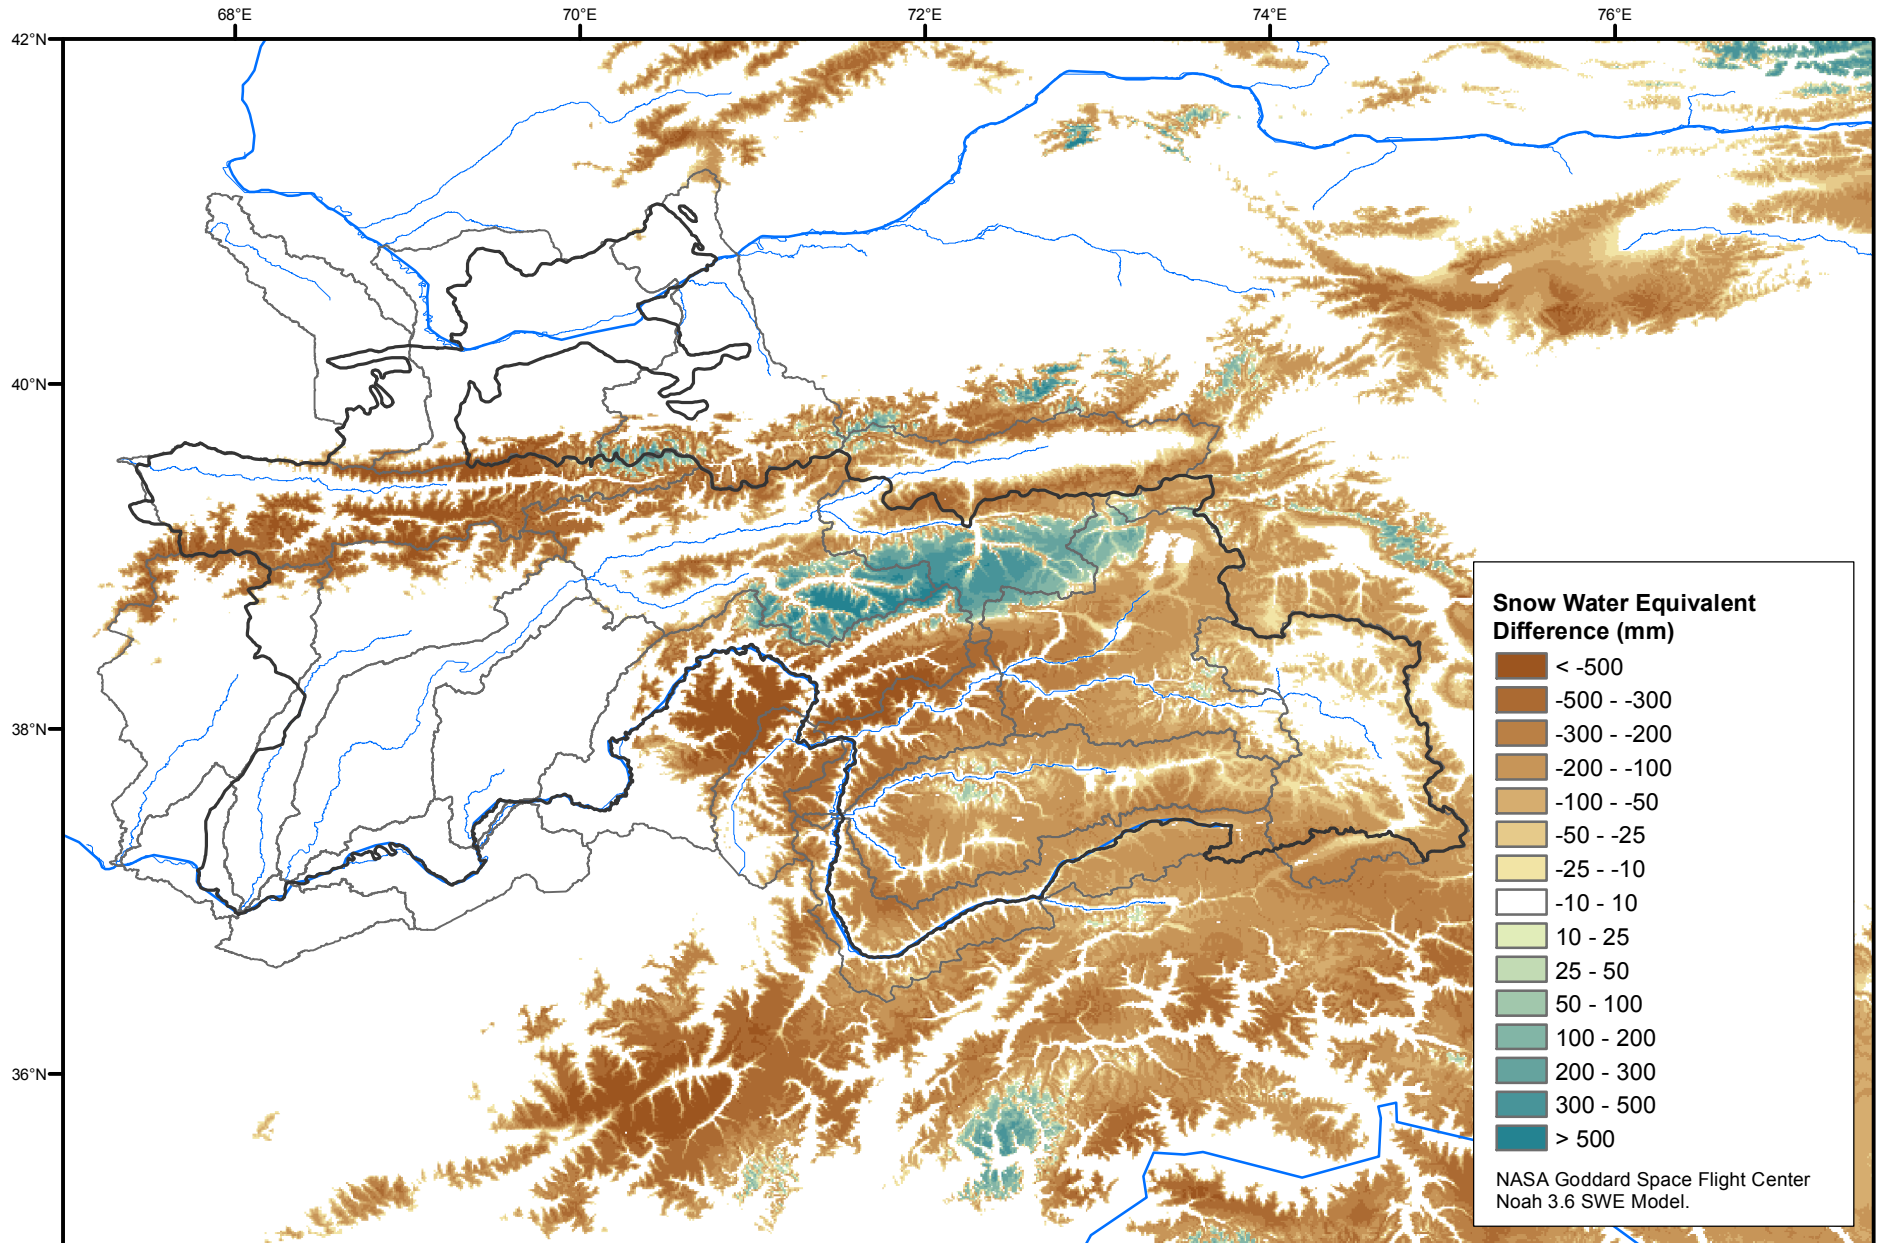 68°E 70°E 72°E 74°E 76°E
42°N
40°N
38°N
36°N
Snow Water Equivalent
Difference (mm)
< -500
-500 - -300
-300 - -200
-200 - -100
-100 - -50
-50 - -25
-25 - -10
-10 - 10
10 - 25
25 - 50
50 - 100
100 - 200
200 - 300
300 - 500
> 500
NASA Goddard Space Flight Center
Noah 3.6 SWE Model.